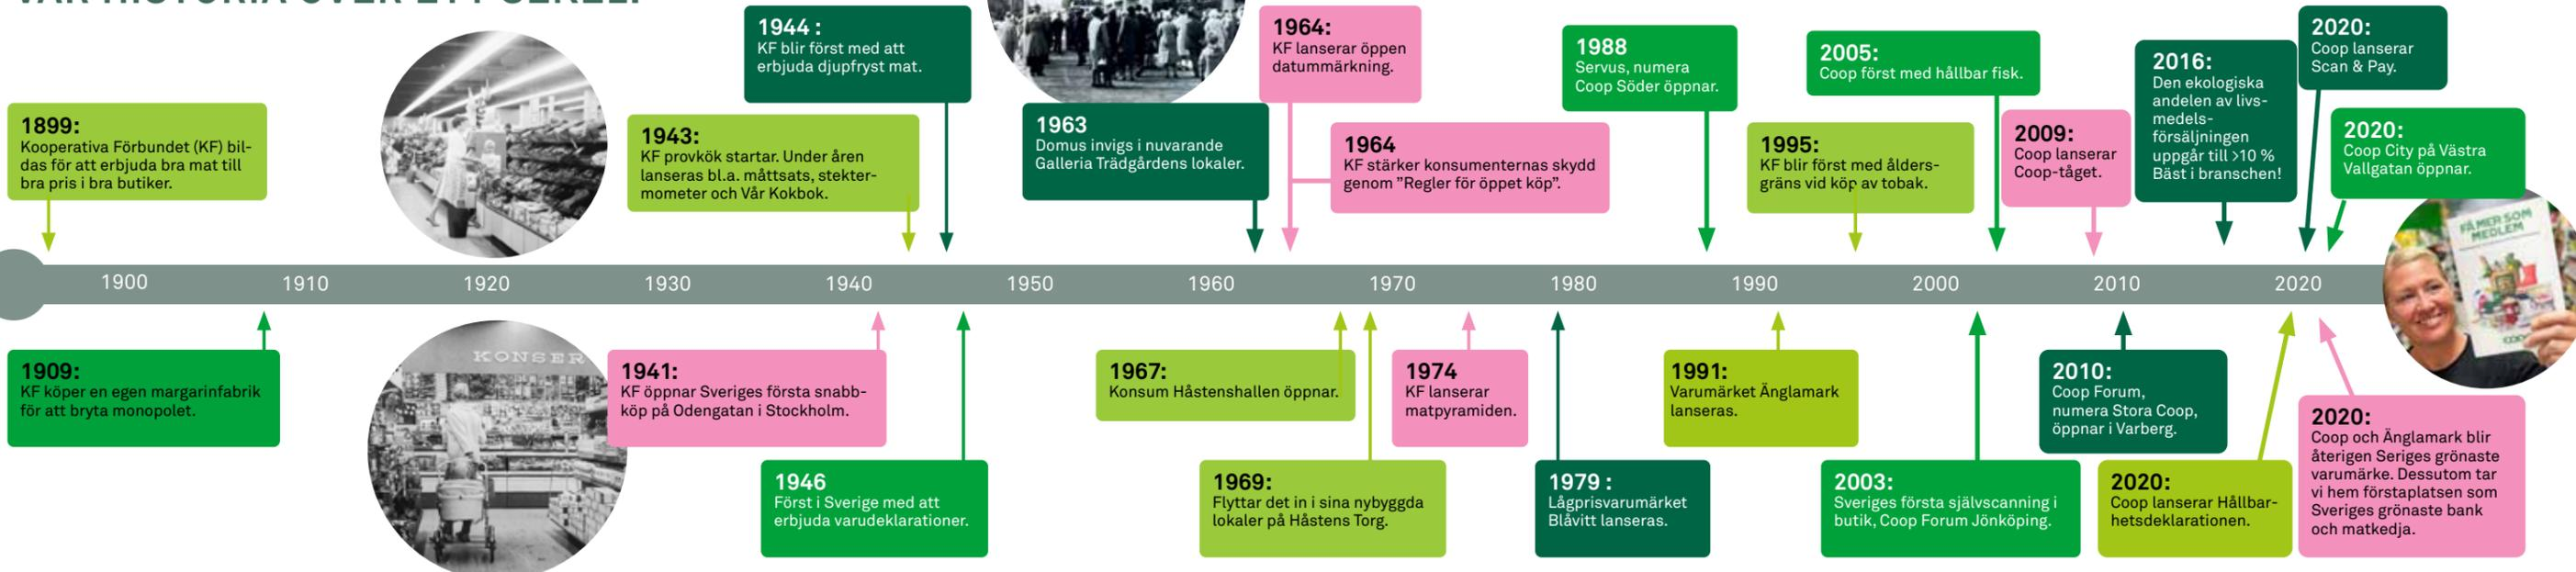 VÅR HISTORIA ÖVER ETT SEKEL!
1944 :
KF blir först med att
erbjuda djupfryst mat.
1964:
KF lanserar öppen
datummärkning.
1988
Servus, numera
Coop Söder öppnar.
2005:
Coop först med hållbar fisk.
2016:
Den ekologiska
andelen av livs-
medels-
försäljningen
uppgår till >10 %
Bäst i branschen!
2020:
Coop lanserar
Scan & Pay.
1899:
Kooperativa Förbundet (KF) bil-
das för att erbjuda bra mat till
bra pris i bra butiker.
1943:
KF provkök startar. Under åren
lanseras bl.a. måttsats, stekter-
mometer och Vår Kokbok.
1963
Domus invigs i nuvarande
Galleria Trädgårdens lokaler.
1964
KF stärker konsumenternas skydd
genom ”Regler för öppet köp”.
1995:
KF blir först med ålders-
gräns vid köp av tobak.
2009:
Coop lanserar
Coop-tåget.
2020:
Coop City på Västra
Vallgatan öppnar.
FÅ MER SOM
MEDLEM
1900 1910 1920 1930 1940 1950 1960 1970 1980 1990 2000 2010 2020
KONSER
1909:
KF köper en egen margarinfabrik
för att bryta monopolet.
1941:
KF öppnar Sveriges första snabb-
köp på Odengatan i Stockholm.
1946
Först i Sverige med att
erbjuda varudeklarationer.
1967:
Konsum Håstenshallen öppnar.
1969:
Flyttar det in i sina nybyggda
lokaler på Håstens Torg.
1974
KF lanserar
matpyramiden.
1979 :
Lågprisvarumärket
Blåvitt lanseras.
1991:
Varumärket Änglamark
lanseras.
2003:
Sveriges första självscanning i
butik, Coop Forum Jönköping.
2010:
Coop Forum,
numera Stora Coop,
öppnar i Varberg.
2020:
Coop lanserar Hållbar-
hetsdeklarationen.
2020:
Coop och Änglamark blir
återigen Seriges grönaste
varumärke. Dessutom tar
vi hem förstaplatsen som
Sveriges grönaste bank
och matkedja.